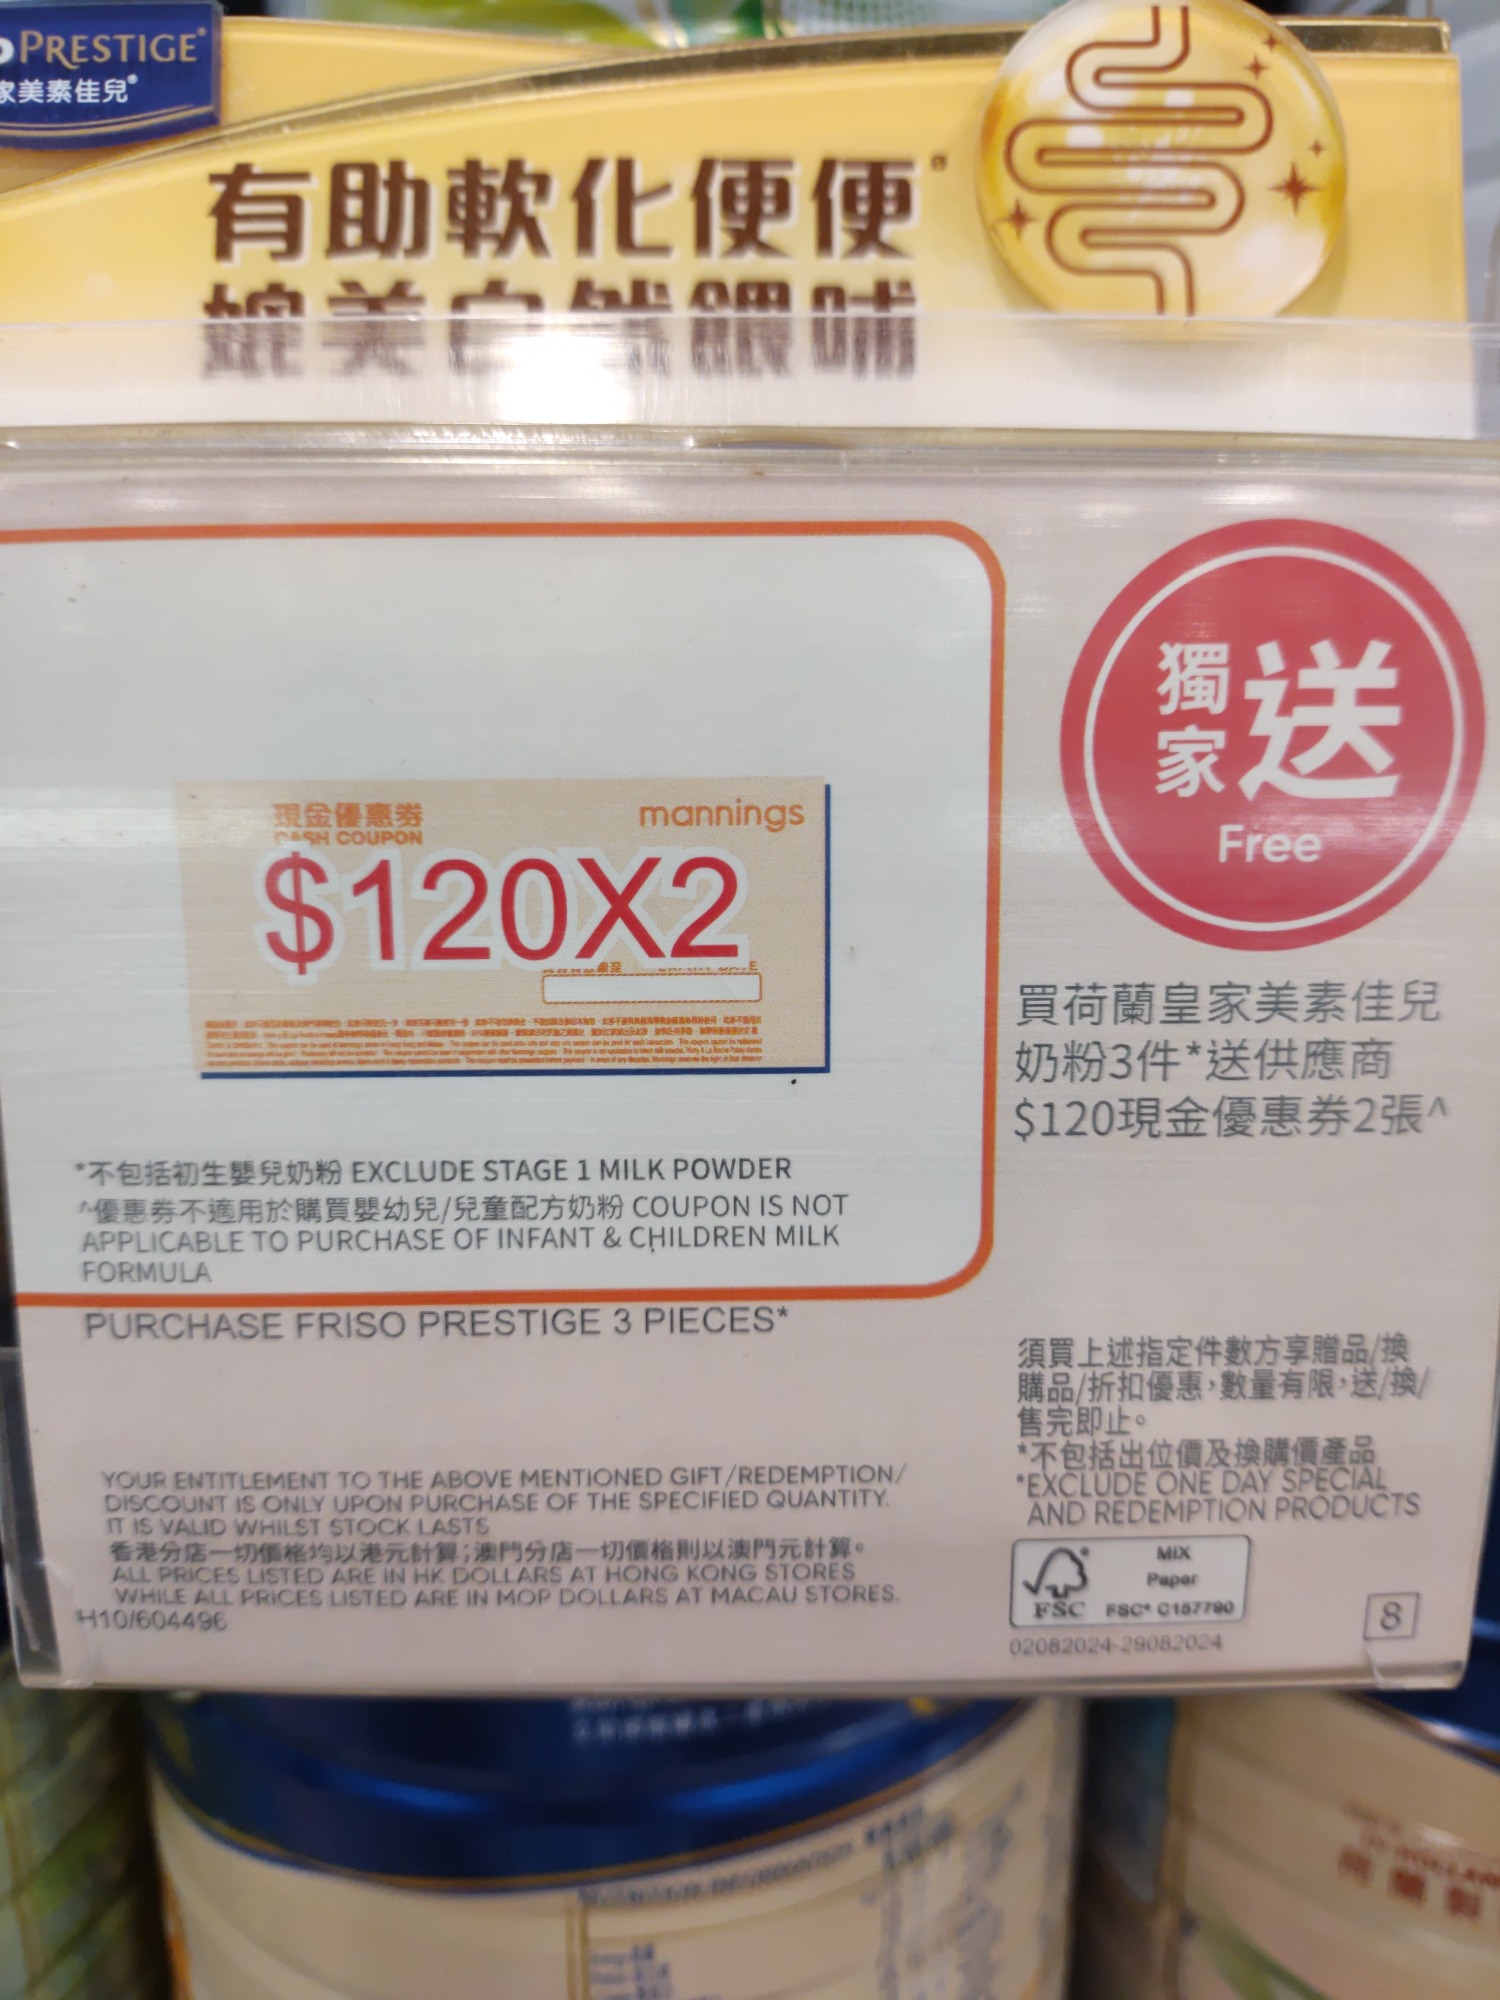 PRESTIGE®
家美素佳兒®
有助軟化便便
媲美自然餵哺
獨家送
Free
現金優惠券
mannings
CASH COUPON
$120X2
買荷蘭皇家美素佳兒
奶粉3件*送供應商
$120現金優惠券2張^
*不包括初生嬰兒奶粉 EXCLUDE STAGE 1 MILK POWDER
^優惠券不適用於購買嬰幼兒/兒童配方奶粉 COUPON IS NOT
APPLICABLE TO PURCHASE OF INFANT & CHILDREN MILK
FORMULA
PURCHASE FRISO PRESTIGE 3 PIECES*
須買上述指定件數方享贈品/換
購品/折扣優惠，數量有限，送/換/
售完即止。
*不包括出位價及換購價產品
*EXCLUDE ONE DAY SPECIAL
AND REDEMPTION PRODUCTS
YOUR ENTITLEMENT TO THE ABOVE MENTIONED GIFT/REDEMPTION/
DISCOUNT IS ONLY UPON PURCHASE OF THE SPECIFIED QUANTITY.
IT IS VALID WHILST STOCK LASTS
香港分店一切價格均以港元計算；澳門分店一切價格則以澳門元計算。
ALL PRICES LISTED ARE IN HK DOLLARS AT HONG KONG STORES
WHILE ALL PRICES LISTED ARE IN MOP DOLLARS AT MACAU STORES.
H10/604496
FSC
MIX
Paper
FSC® C157790
02082024-29082024
8